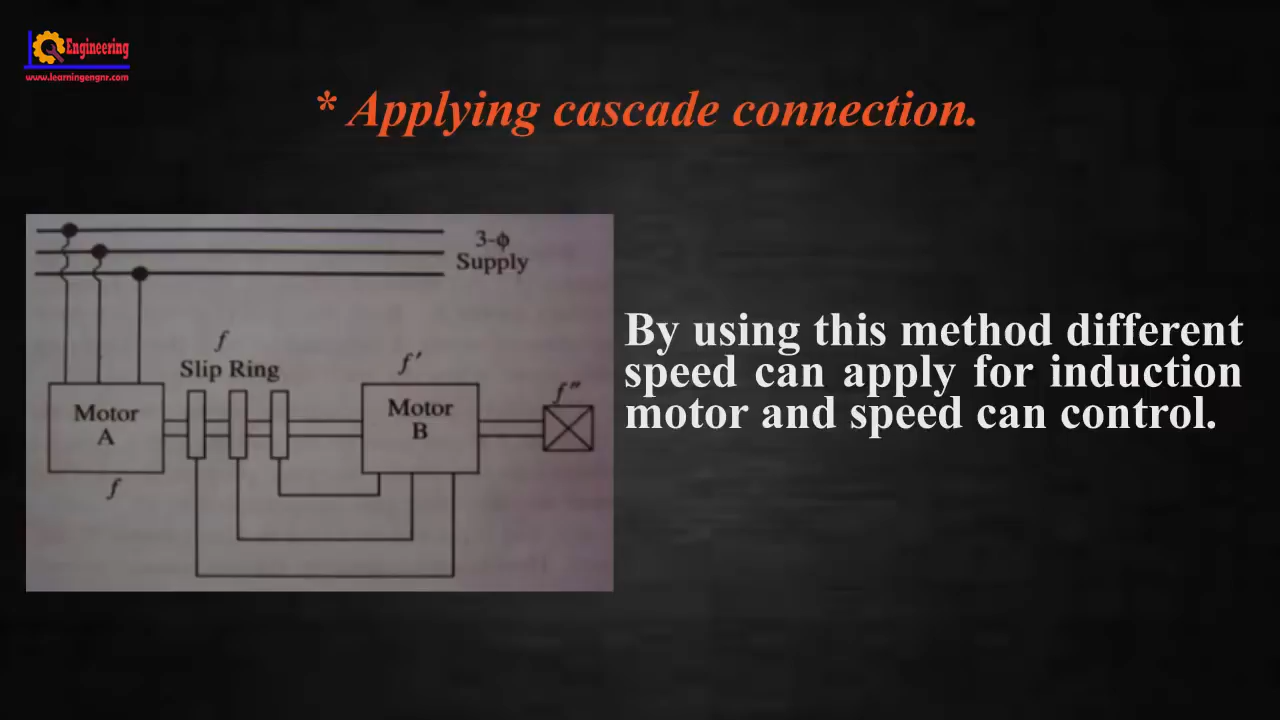 Engineering
www.learningengnr.com
* Applying cascade connection.
3-ϕ
Supply
f
Slip Ring
f′
f″
Motor
A
Motor
B
f
By using this method different
speed can apply for induction
motor and speed can control.